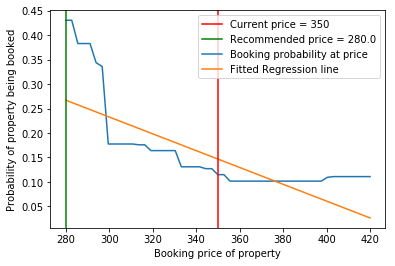 0.45
0.40
0.35
0.30
0.25
0.20
0.15
0.10
0.05
Probability of property being booked
Current price = 350
Recommended price = 280.0
Booking probability at price
Fitted Regression line
280 300 320 340 360 380 400 420
Booking price of property